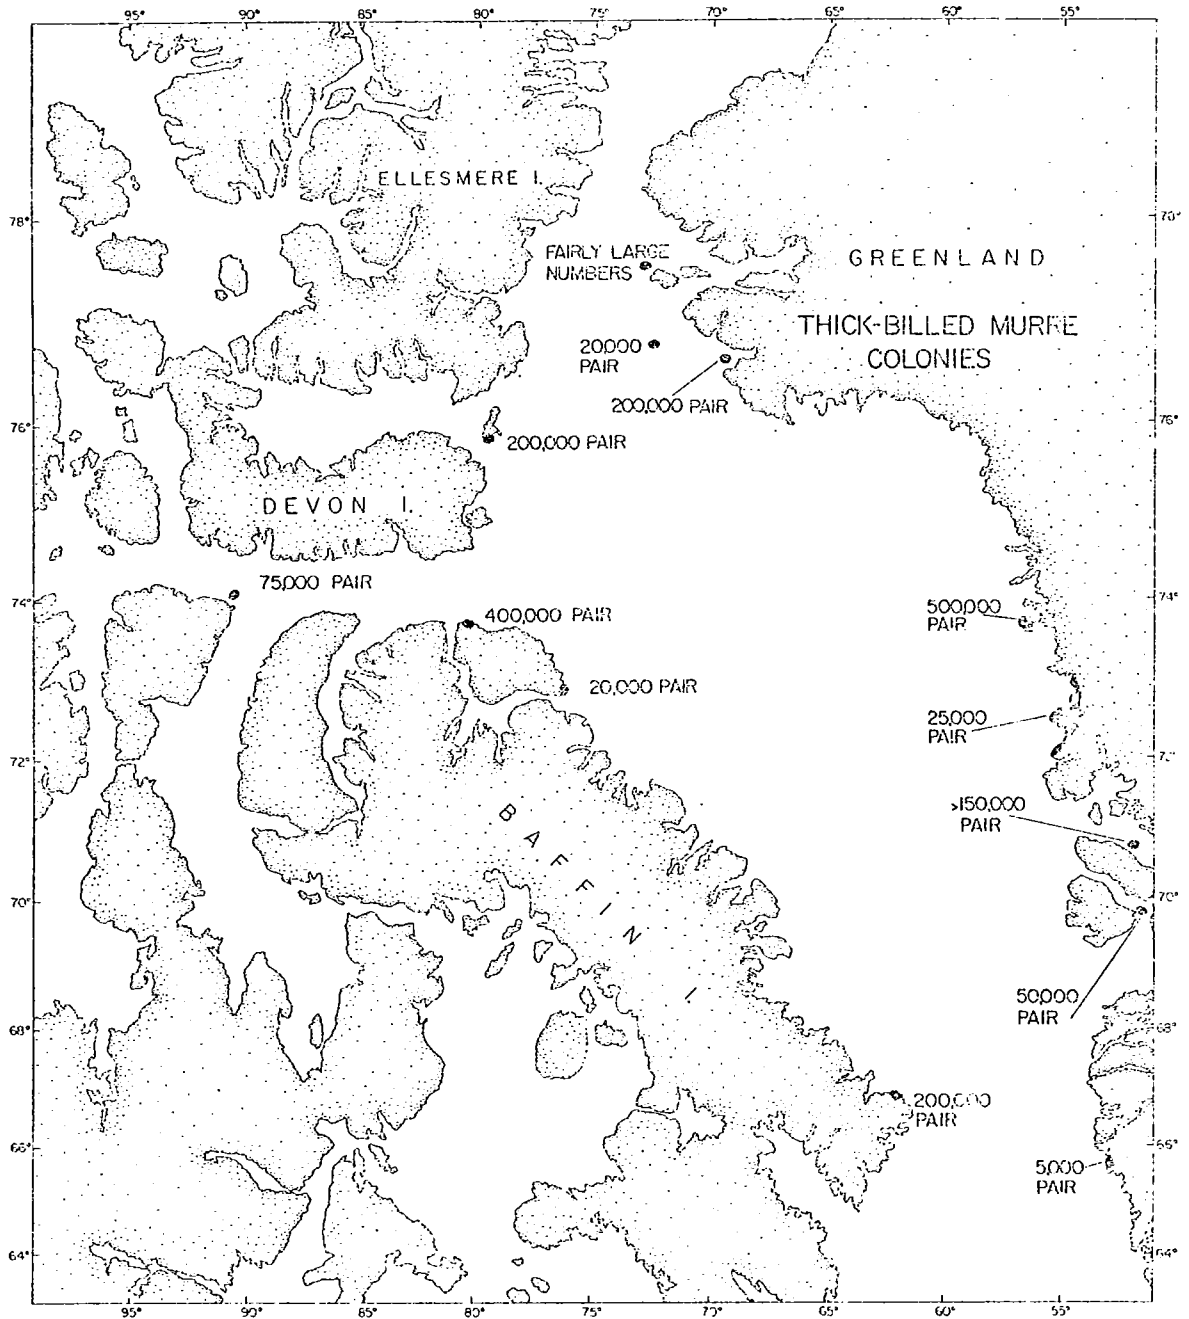 95° 90° 85° 80° 75° 70° 65° 60° 55°
ELLESMERE I.
78° 78°
FAIRLY LARGE
NUMBERS
GREENLAND
THICK-BILLED MURRE
COLONIES
20,000
PAIR
200,000 PAIR
76° 76°
200,000 PAIR
DEVON I.
75,000 PAIR
74° 74°
400,000 PAIR
500,000
PAIR
20,000 PAIR
25,000
PAIR
72° 72°
>150,000
PAIR
BAFFIN I.
70° 70°
50,000
PAIR
68° 68°
200,000
PAIR
66° 66°
5,000
PAIR
64° 64°
95° 90° 85° 80° 75° 70° 65° 60° 55°